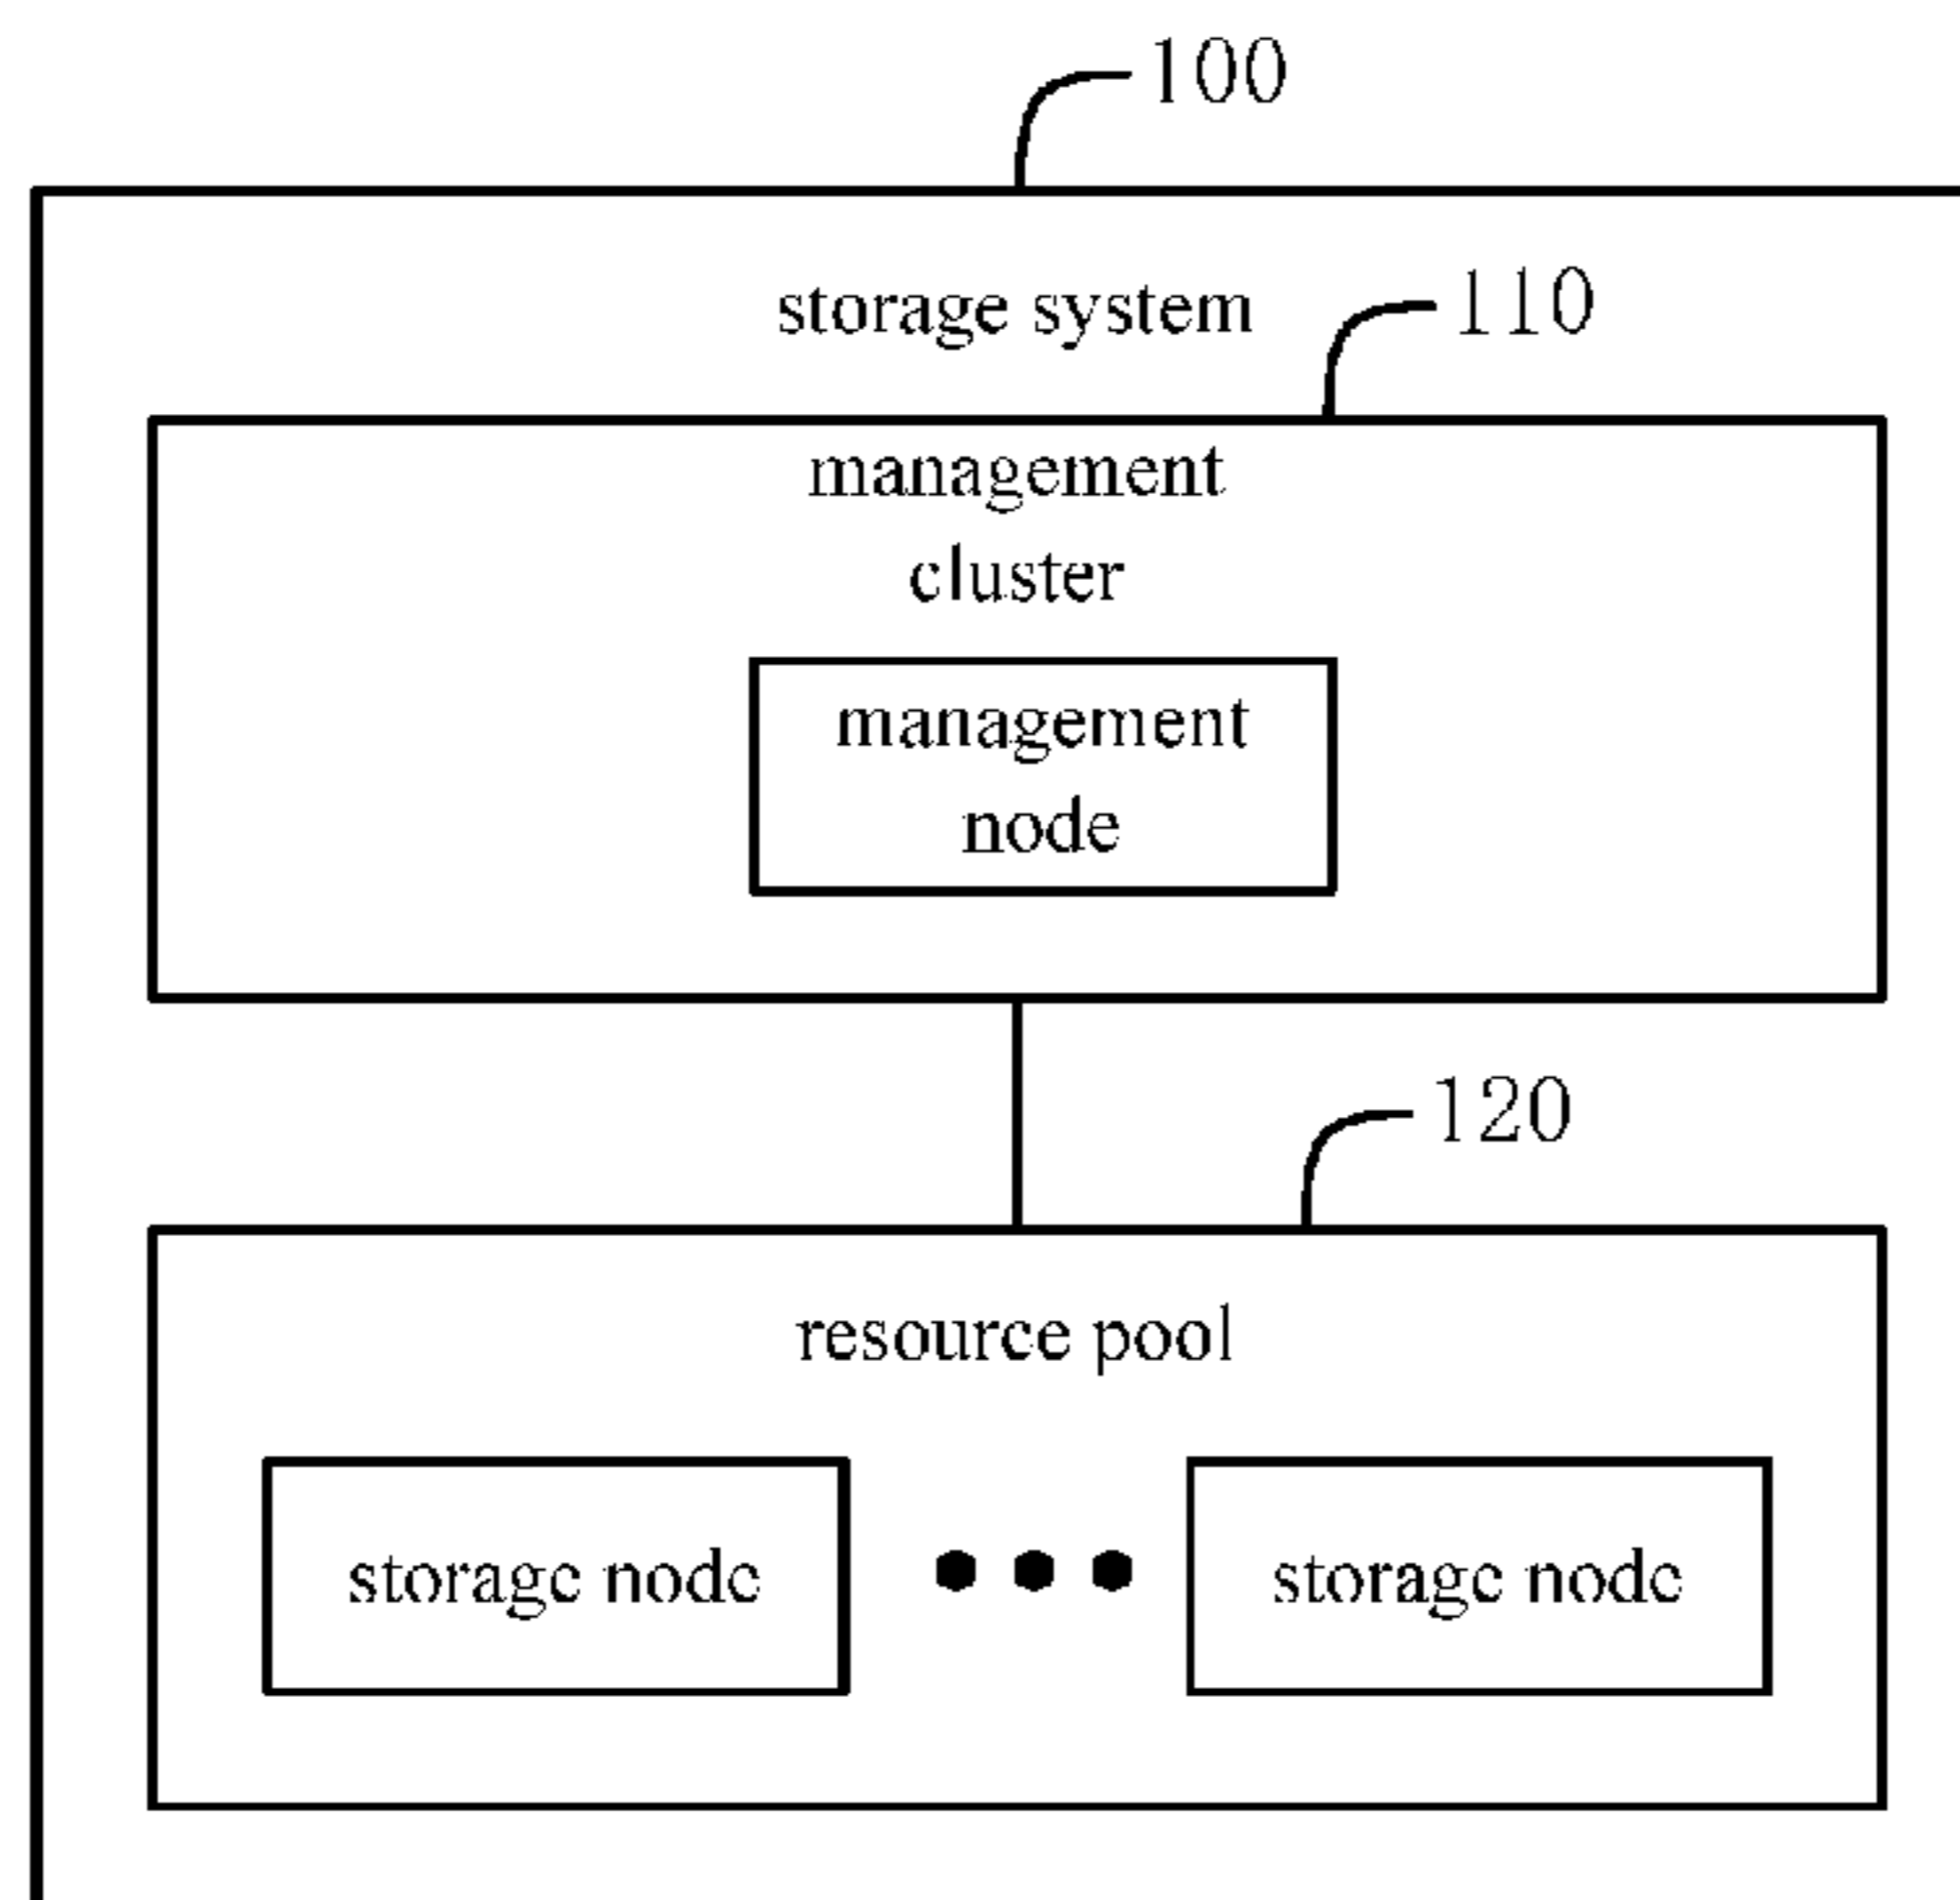 100
storage system
110
management
cluster
management
node
120
resource pool
storage node
storage node